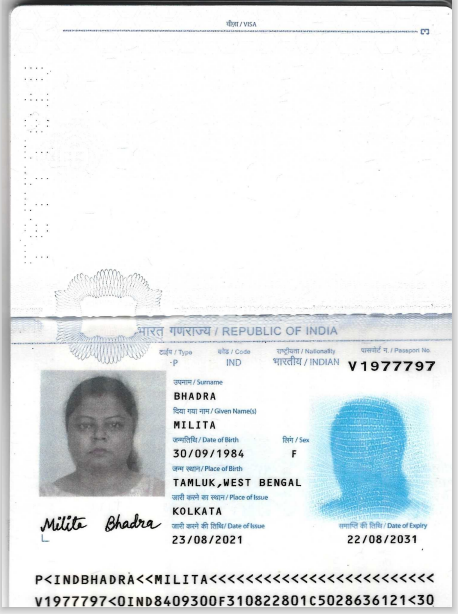 वीज़ा / VISA
3
भारत गणराज्य / REPUBLIC OF INDIA
टाईप / Type कोड / Code राष्ट्रीयता / Nationality पासपोर्ट न. / Passport No.
P IND भारतीय / INDIAN V1977797
उपनाम / Surname
BHADRA
दिया गया नाम / Given Name(s)
MILITA
जन्मतिथि / Date of Birth लिंग / Sex
30/09/1984 F
जन्म स्थान / Place of Birth
TAMLUK,WEST BENGAL
जारी करने का स्थान / Place of Issue
KOLKATA
Milita Bhadra
जारी करने की तिथि / Date of Issue समाप्ति की तिथि / Date of Expiry
23/08/2021 22/08/2031
P<INDBHADRA<<MILITA<<<<<<<<<<<<<<<<<<<<<<<<<
V1977797<0IND8409300F310822801C5028636121<30